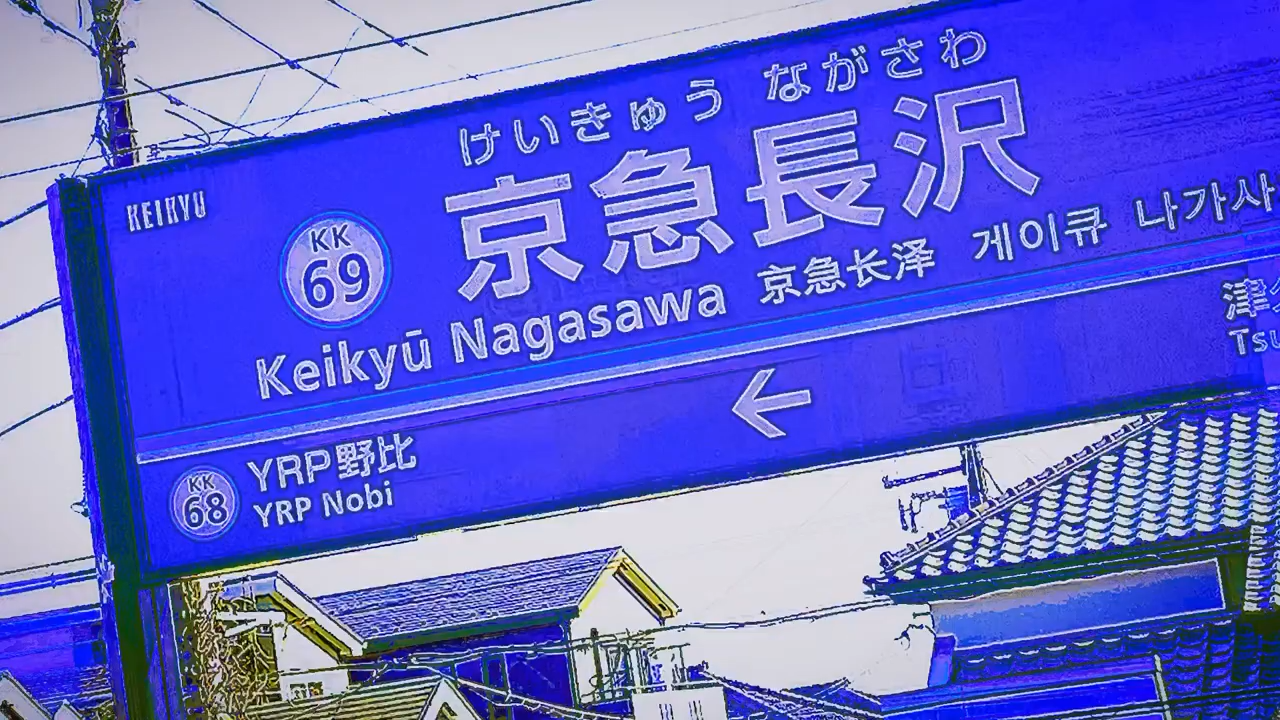 けいきゅう ながさわ
KEIKYU
KK
69
京急長沢
Keikyū Nagasawa 京急长泽 게이큐 나가사
KK
68
YRP野比
YRP Nobi
←
津
Tsu